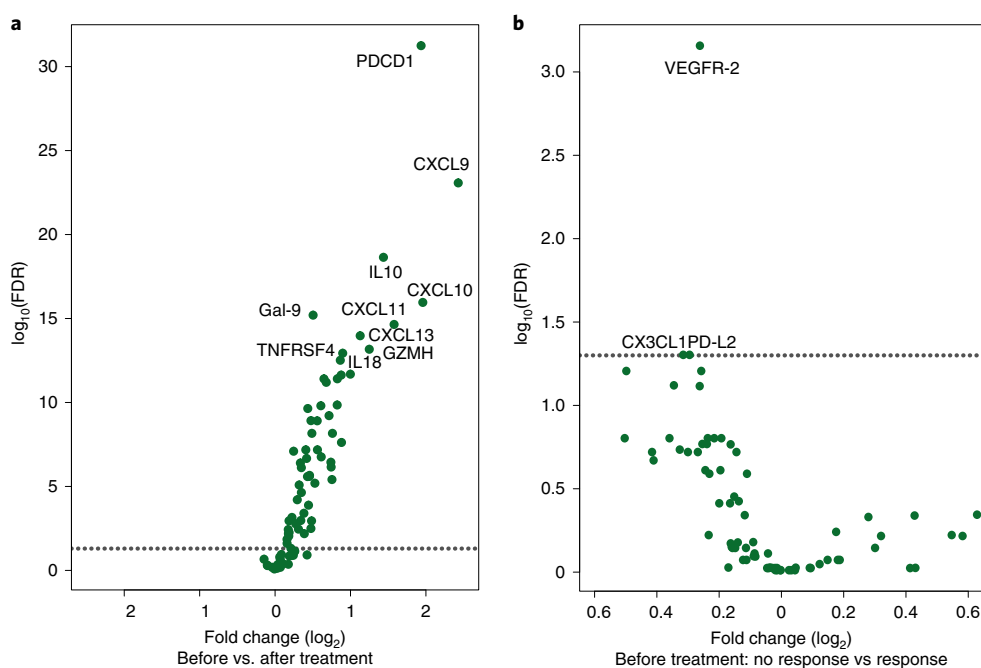 a
30
25
20
15
10
5
0
log10(FDR)
PDCD1
CXCL9
IL10
CXCL10
Gal-9
CXCL11
CXCL13
TNFRSF4
GZMH
IL18
2 1 0 1 2
Fold change (log2)
Before vs. after treatment
b
3.0
2.5
2.0
1.5
1.0
0.5
0
log10(FDR)
VEGFR-2
CX3CL1PD-L2
0.6 0.4 0.2 0 0.2 0.4 0.6
Fold change (log2)
Before treatment: no response vs response